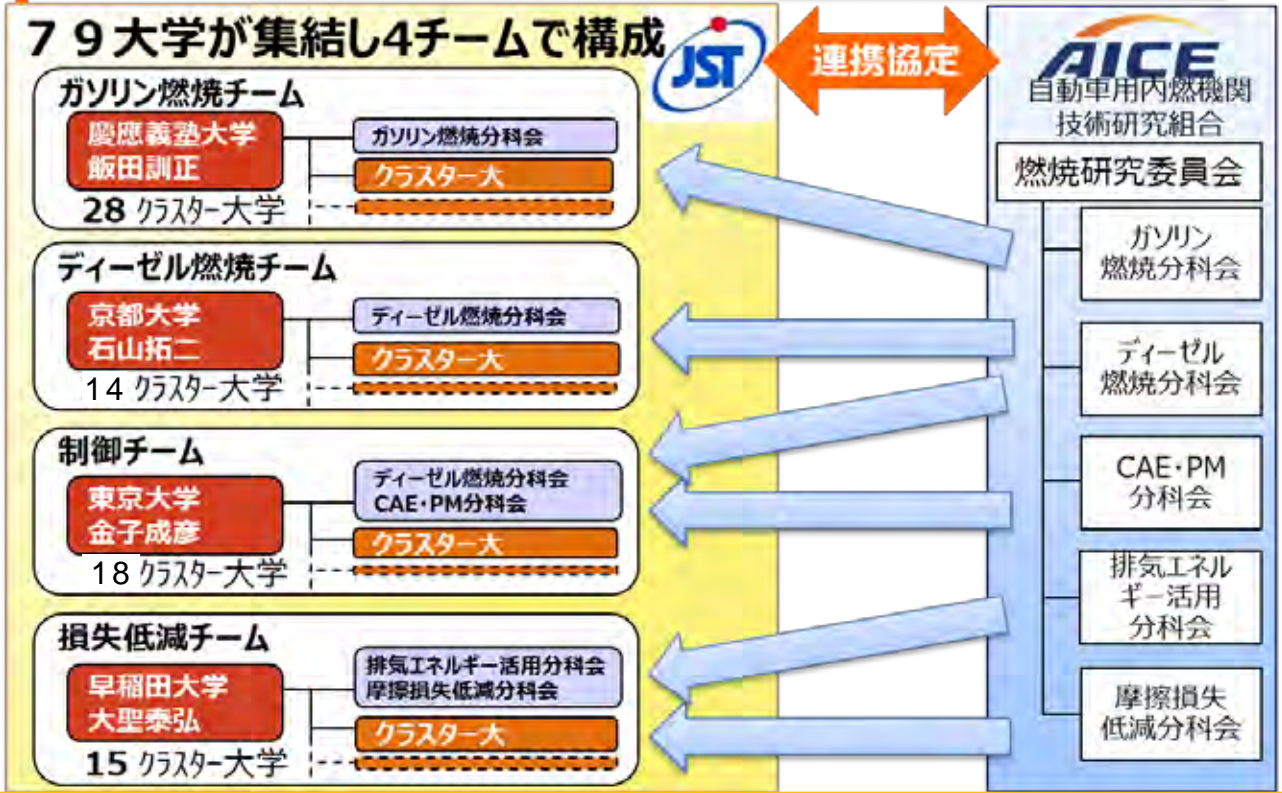 79大学が集結し4チームで構成
JST
連携協定
AICE
自動車用内燃機関
技術研究組合
ガソリン燃焼チーム
慶應義塾大学
飯田訓正
28 クラスター大学
ガソリン燃焼分科会
クラスター大
ディーゼル燃焼チーム
京都大学
石山拓二
14 クラスター大学
ディーゼル燃焼分科会
クラスター大
制御チーム
東京大学
金子成彦
18 クラスター大学
ディーゼル燃焼分科会
CAE・PM分科会
クラスター大
損失低減チーム
早稲田大学
大聖泰弘
15 クラスター大学
排気エネルギー活用分科会
摩擦損失低減分科会
クラスター大
燃焼研究委員会
ガソリン
燃焼分科会
ディーゼル
燃焼分科会
CAE・PM
分科会
排気エネル
ギー活用
分科会
摩擦損失
低減分科会